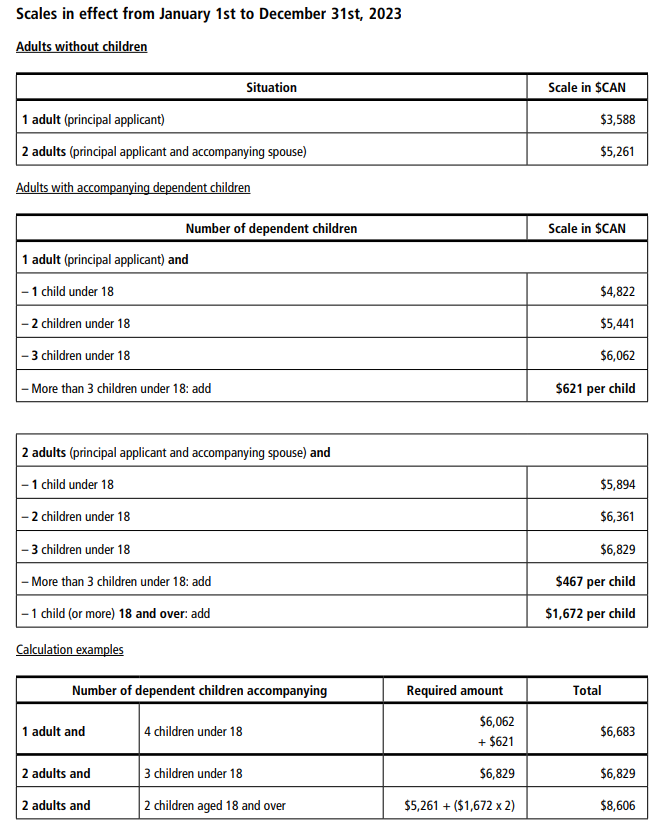 Scales in effect from January 1st to December 31st, 2023
Adults without children
Situation Scale in $CAN
1 adult (principal applicant) $3,588
2 adults (principal applicant and accompanying spouse) $5,261
Adults with accompanying dependent children
Number of dependent children Scale in $CAN
1 adult (principal applicant) and
– 1 child under 18 $4,822
– 2 children under 18 $5,441
– 3 children under 18 $6,062
– More than 3 children under 18: add $621 per child
2 adults (principal applicant and accompanying spouse) and
– 1 child under 18 $5,894
– 2 children under 18 $6,361
– 3 children under 18 $6,829
– More than 3 children under 18: add $467 per child
– 1 child (or more) 18 and over: add $1,672 per child
Calculation examples
Number of dependent children accompanying Required amount Total
1 adult and 4 children under 18 $6,062 + $621 $6,683
2 adults and 3 children under 18 $6,829 $6,829
2 adults and 2 children aged 18 and over $5,261 + ($1,672 x 2) $8,606